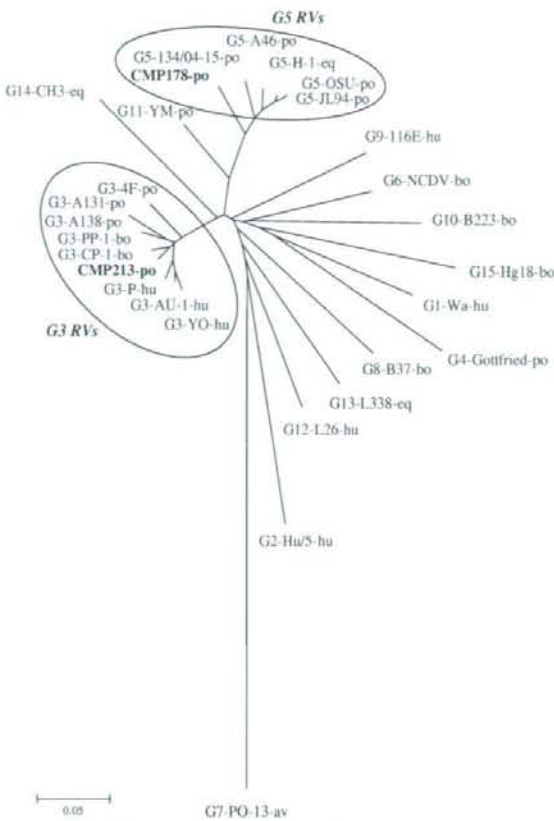 G5 RVs
G5-A46-po
G5-134/04-15-po
G5-H-1-eq
CMP178-po
G5-OSU-po
G14-CH3-eq
G5-JL94-po
G11-YM-po
G9-116E-hu
G3-4F-po
G6-NCDV-bo
G3-A131-po
G3-A138-po
G10-B223-bo
G3-PP-1-bo
G3-CP-1-bo
CMP213-po
G15-Hg18-bo
G3-P-hu
G3-AU-1-hu
G1-Wa-hu
G3-YO-hu
G3 RVs
G4-Gottfried-po
G8-B37-bo
G13-L338-eq
G12-L26-hu
G2-Hu/5-hu
0.05
G7-PO-13-av